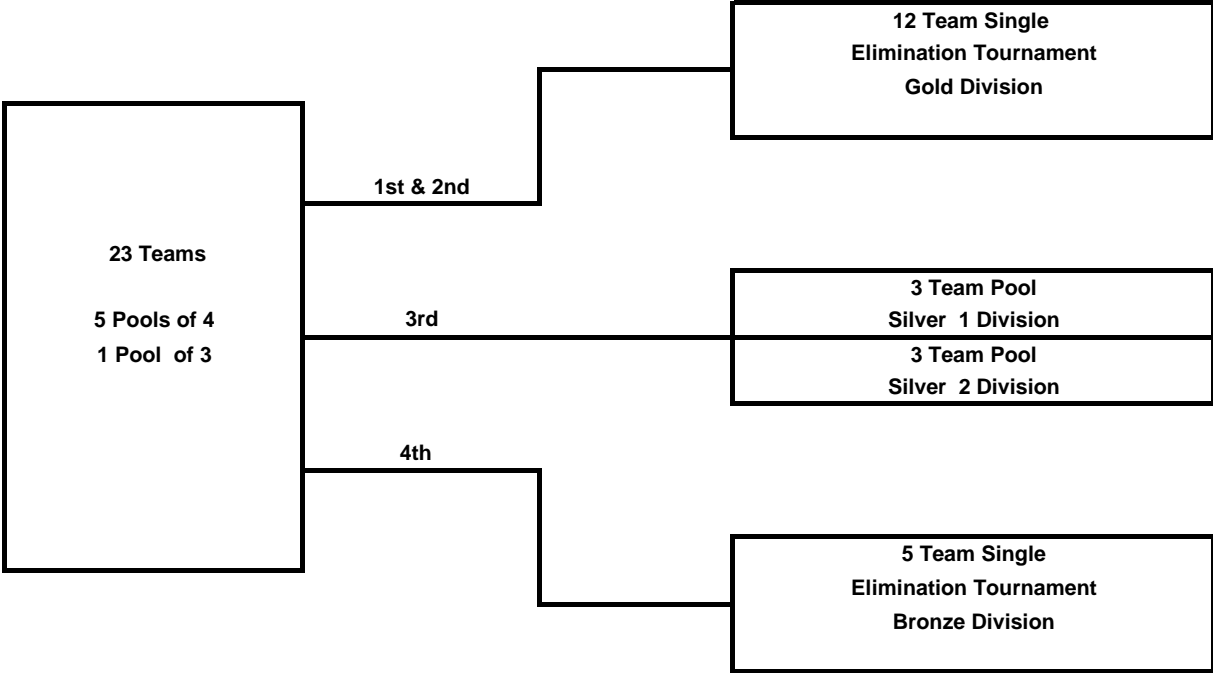 12 Team Single
Elimination Tournament
Gold Division
1st & 2nd
23 Teams
5 Pools of 4
1 Pool of 3
3rd
3 Team Pool
Silver 1 Division
3 Team Pool
Silver 2 Division
4th
5 Team Single
Elimination Tournament
Bronze Division